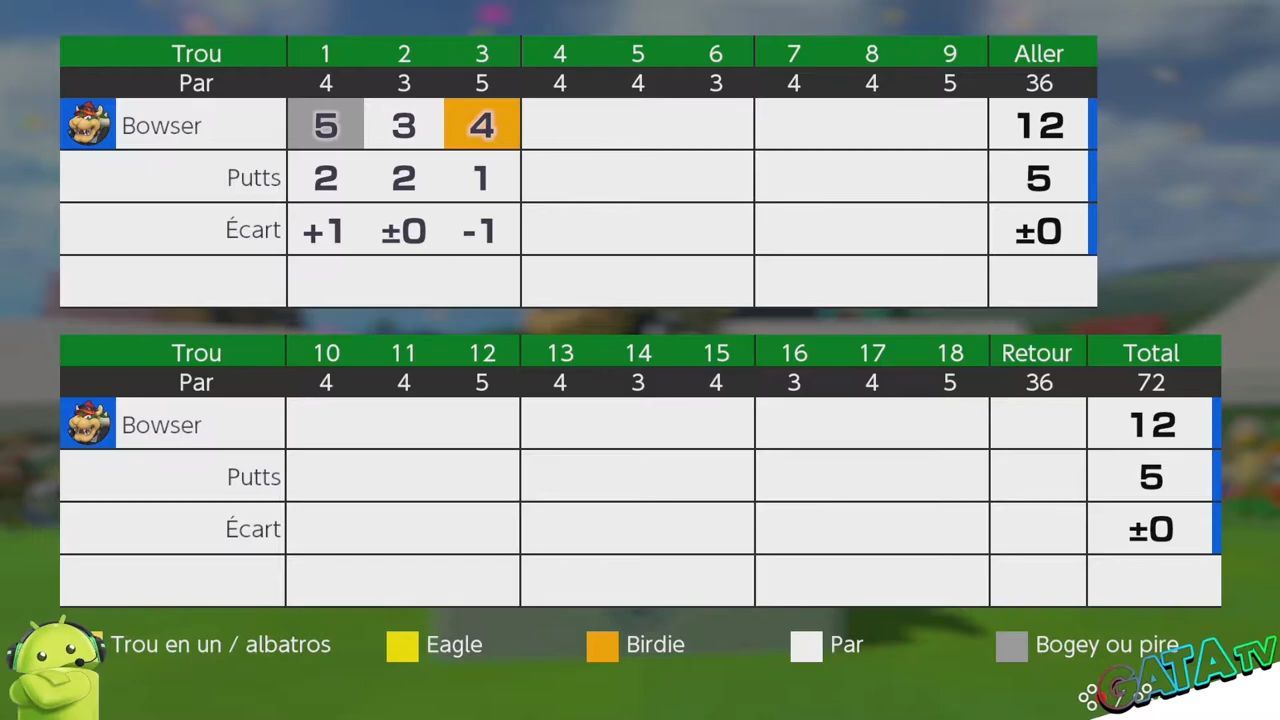 Trou 1 2 3 4 5 6 7 8 9 Aller
Par 4 3 5 4 4 3 4 4 5 36
Bowser 5 3 4 12
Putts 2 2 1 5
Écart +1 ±0 -1 ±0
Trou 10 11 12 13 14 15 16 17 18 Retour Total
Par 4 4 5 4 3 4 3 4 5 36 72
Bowser 12
Putts 5
Écart ±0
Trou en un / albatros Eagle Birdie Par Bogey ou pire
GATA TV